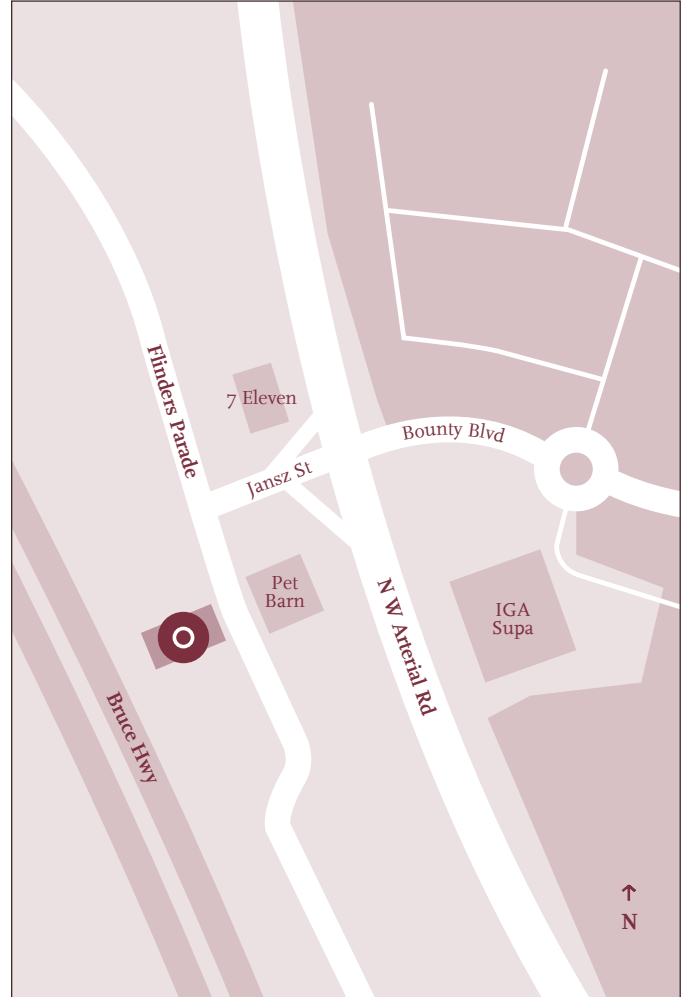 Flinders Parade
7 Eleven
Bounty Blvd
Jansz St
Pet
Barn
N W Arterial Rd
IGA
Supa
Bruce Hwy
N